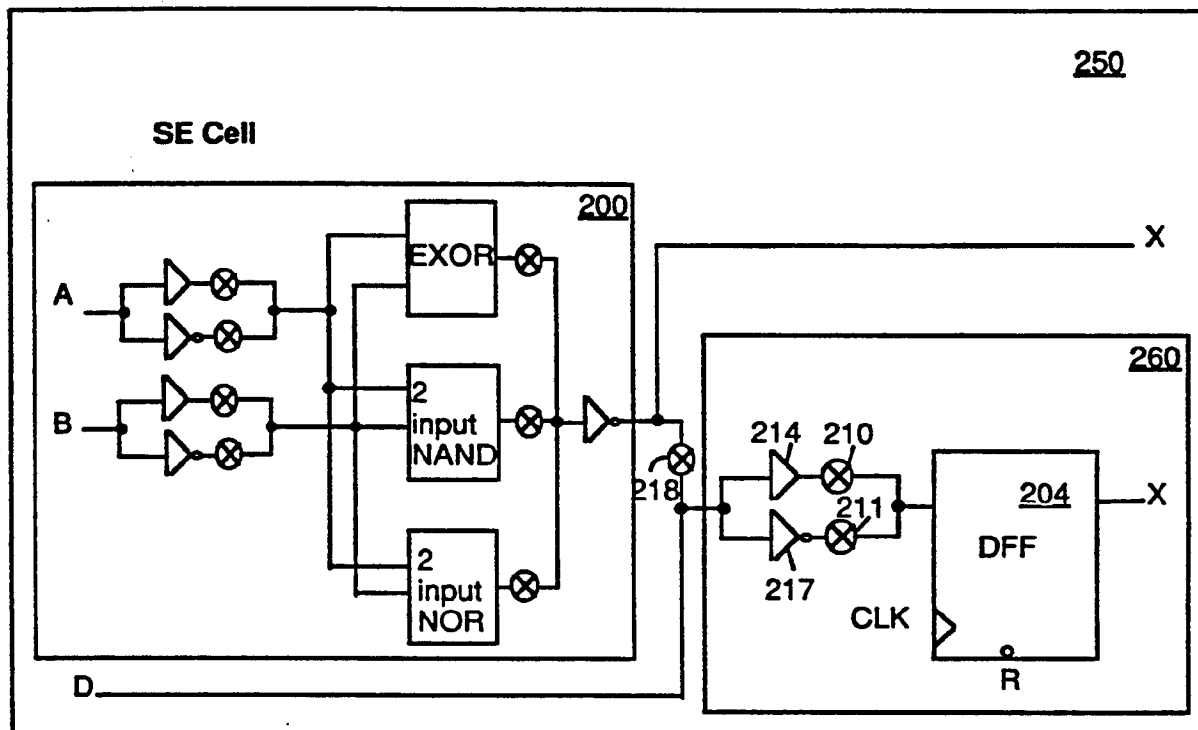 250
SE Cell
200
EXOR
X
A
260
2
input
NAND
B
214
210
218
211
204
X
DFF
217
2
input
NOR
CLK
R
D